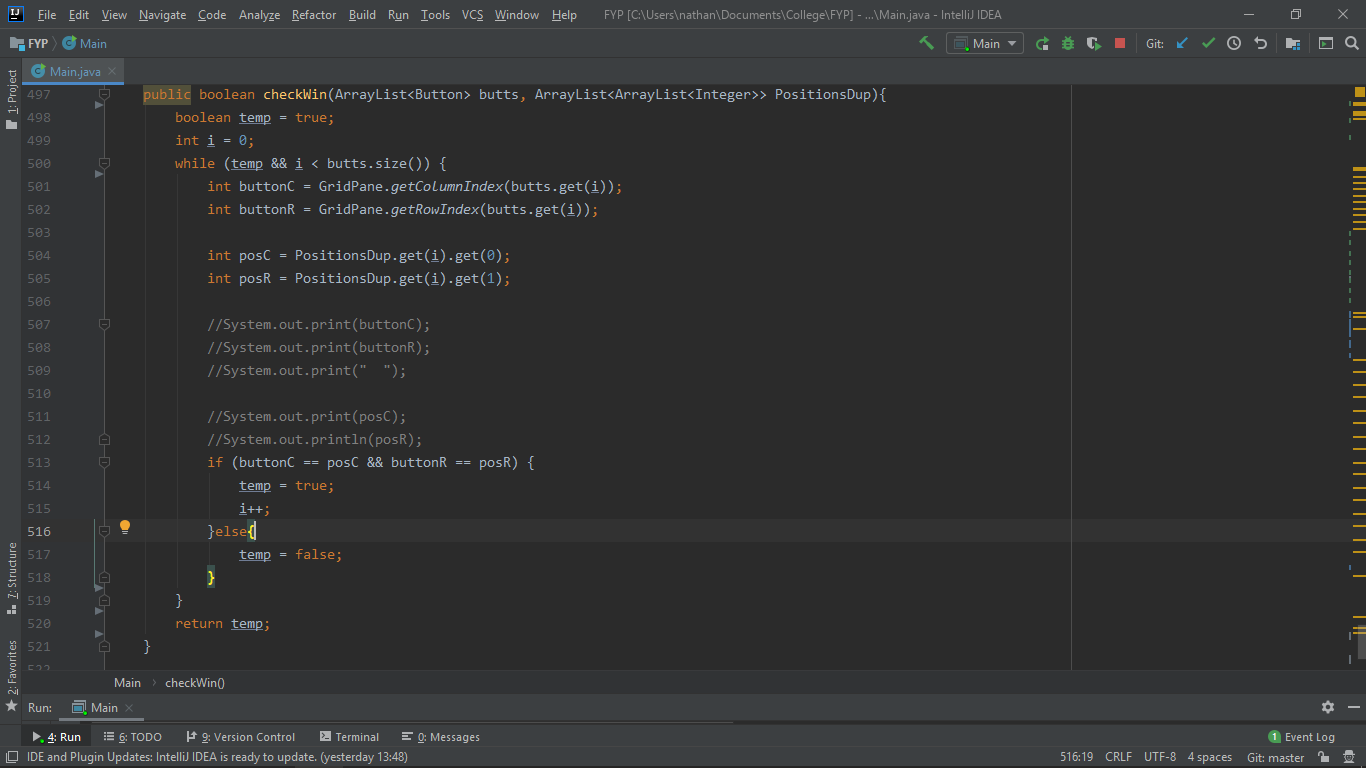 File Edit View Navigate Code Analyze Refactor Build Run Tools VCS Window Help FYP [C:\Users\nathan\Documents\College\FYP] - ...\Main.java - IntelliJ IDEA
FYP Main Main Git:
Main.java
1: Project
497 public boolean checkWin(ArrayList<Button> butts, ArrayList<ArrayList<Integer>> PositionsDup){
498 boolean temp = true;
499 int i = 0;
500 while (temp && i < butts.size()) {
501 int buttonC = GridPane.getColumnIndex(butts.get(i));
502 int buttonR = GridPane.getRowIndex(butts.get(i));
503
504 int posC = PositionsDup.get(i).get(0);
505 int posR = PositionsDup.get(i).get(1);
506
507 //System.out.print(buttonC);
508 //System.out.print(buttonR);
509 //System.out.print("  ");
510
511 //System.out.print(posC);
512 //System.out.println(posR);
513 if (buttonC == posC && buttonR == posR) {
514 temp = true;
515 i++;
516 }else{
517 temp = false;
518 }
519 }
520 return temp;
521 }
522
7: Structure
2: Favorites
Main checkWin()
Run: Main
4: Run 6: TODO 9: Version Control Terminal 0: Messages 1 Event Log
IDE and Plugin Updates: IntelliJ IDEA is ready to update. (yesterday 13:48) 516:19 CRLF UTF-8 4 spaces Git: master